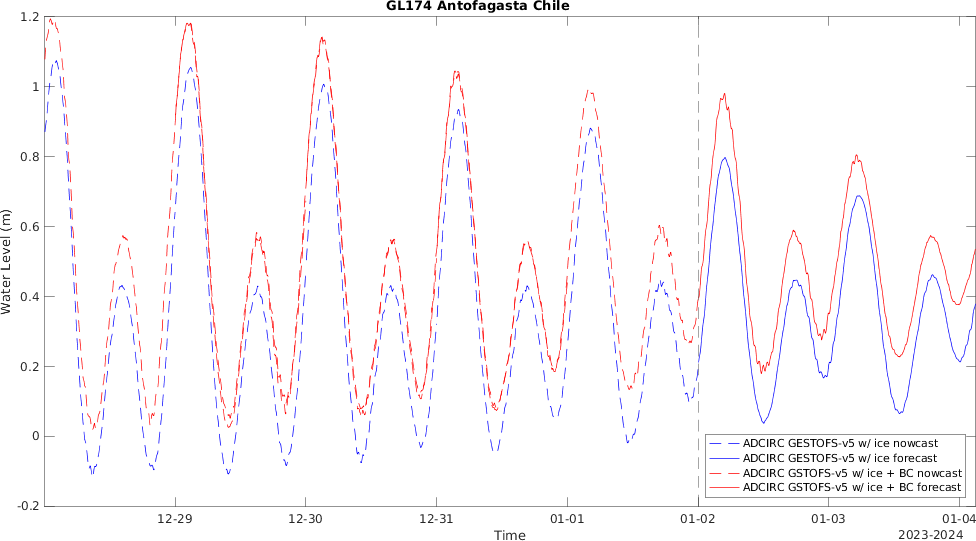 GL174 Antofagasta Chile
1.2
1
0.8
0.6
0.4
0.2
0
-0.2
Water Level (m)
12-29
12-30
12-31
01-01
01-02
01-03
01-04
Time
2023-2024
ADCIRC GESTOFS-v5 w/ ice nowcast
ADCIRC GESTOFS-v5 w/ ice forecast
ADCIRC GSTOFS-v5 w/ ice + BC nowcast
ADCIRC GSTOFS-v5 w/ ice + BC forecast